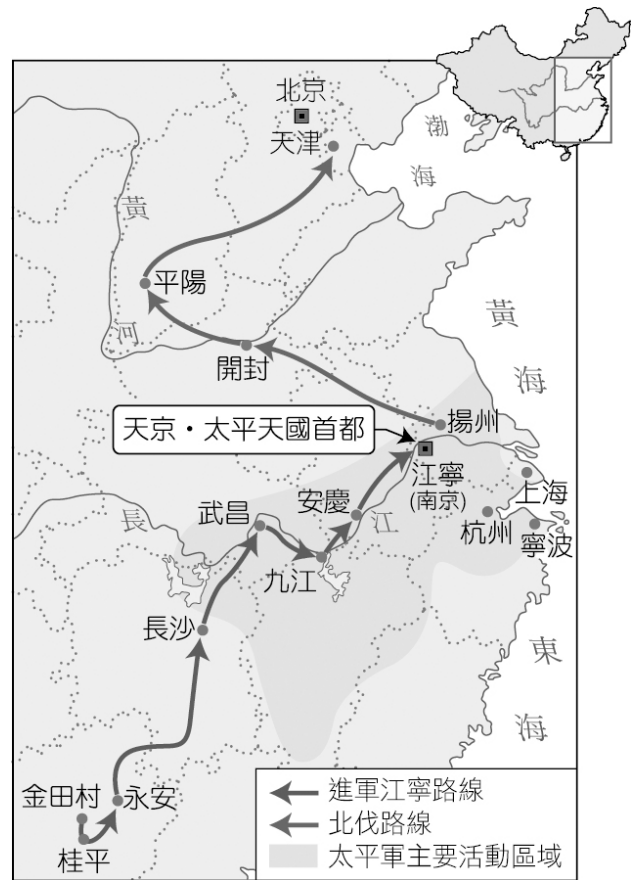 北京
天津
渤
海
黃
河
平陽
開封
黃
海
揚州
天京・太平天國首都
江寧
(南京)
上海
安慶
武昌
長
江
杭州
寧波
九江
長沙
東
海
金田村
永安
桂平
進軍江寧路線
北伐路線
太平軍主要活動區域